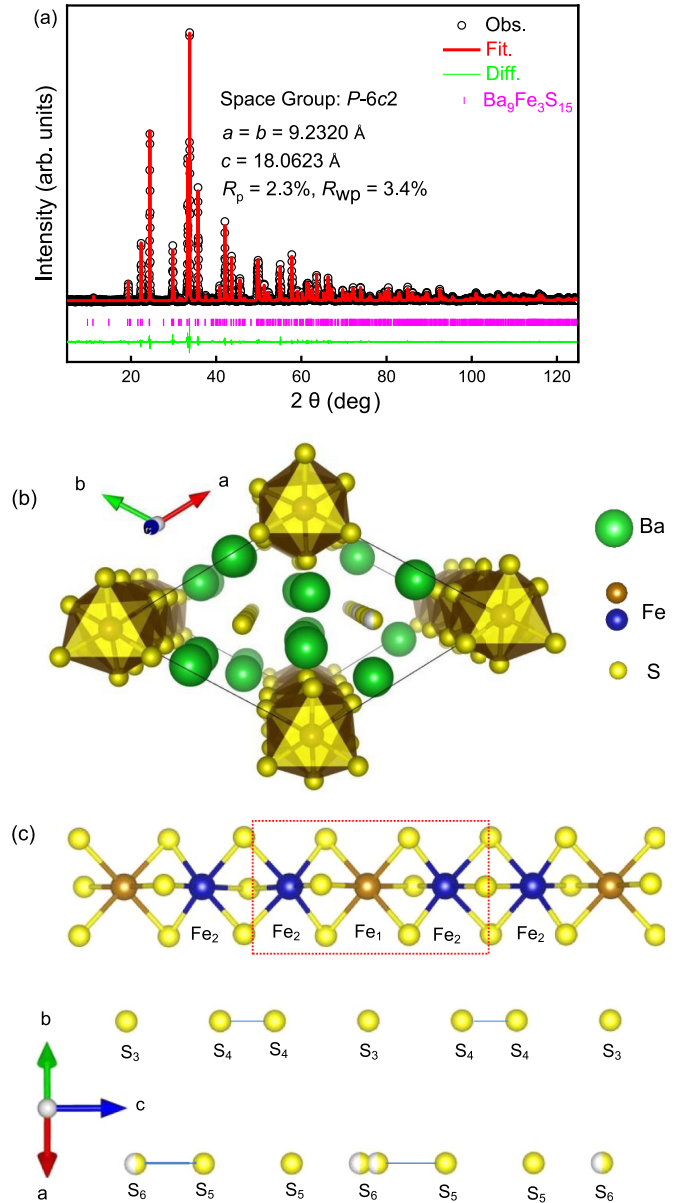 (a)
Obs.
Fit.
Diff.
Ba₉Fe₃S₁₅
Space Group: P-6c2
a = b = 9.2320 Å
c = 18.0623 Å
Rₚ = 2.3%, R_wp = 3.4%
Intensity (arb. units)
20 40 60 80 100 120
2 θ (deg)
(b)
b a
c
Ba
Fe
S
(c)
Fe₂ Fe₂ Fe₁ Fe₂ Fe₂
b
S₃ S₄ S₄ S₃ S₄ S₄ S₃
c
a
S₆ S₅ S₅ S₆ S₅ S₅ S₆